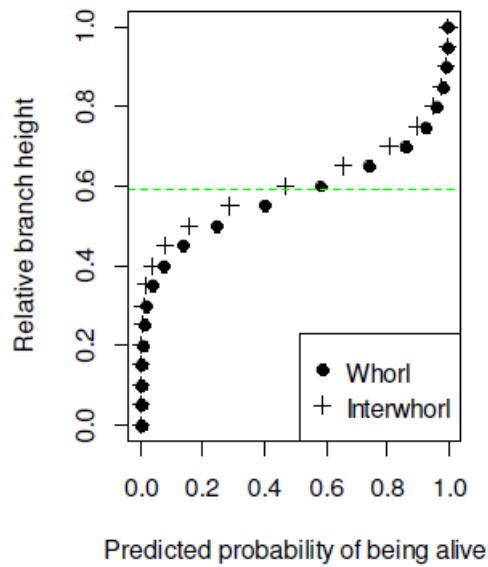 Relative branch height
1.0
0.8
0.6
0.4
0.2
0.0
Whorl
Interwhorl
0.0 0.2 0.4 0.6 0.8 1.0
Predicted probability of being alive